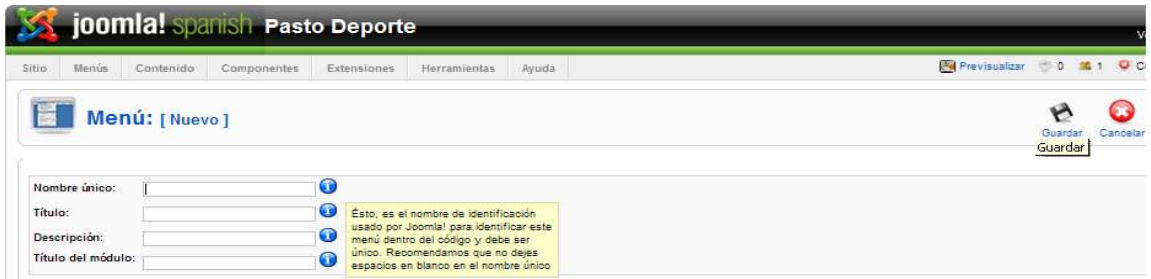 joomla! spanish Pasto Deporte
Sitio Menús Contenido Componentes Extensiones Herramientas Ayuda Previsualizar 0 1
Menú: [ Nuevo ]
Guardar Cancelar
Guardar
Nombre único:
Título:
Descripción:
Título del módulo:
Ésto, es el nombre de identificación
usado por Joomla! para identificar este
menú dentro del código y debe ser
único. Recomendamos que no dejes
espacios en blanco en el nombre único